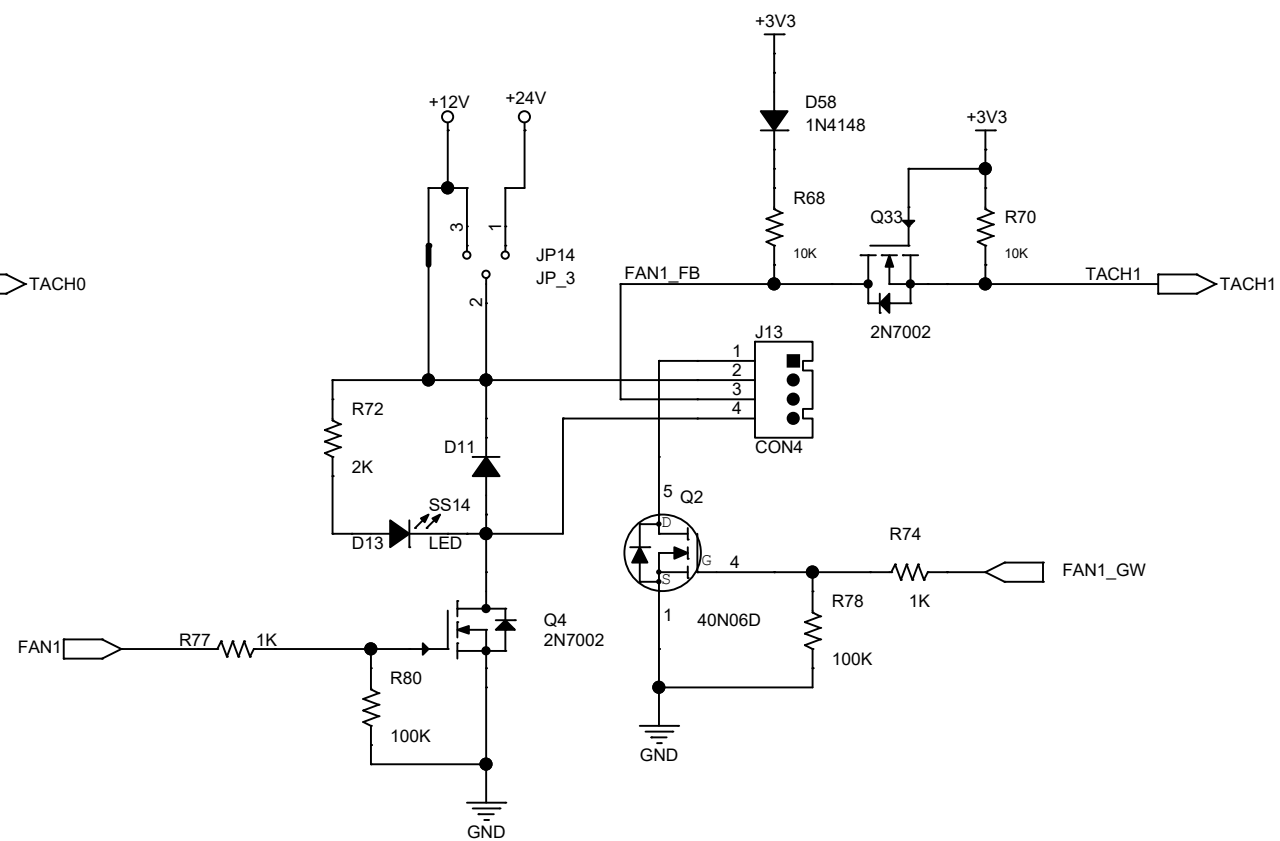 +3V3
+12V
+24V
D58
1N4148
+3V3
R68
10K
Q33
R70
10K
3
1
JP14
JP_3
2
TACH0
FAN1_FB
TACH1
TACH1
2N7002
J13
1
2
3
4
CON4
R72
2K
D11
SS14
D13
LED
5
Q2
D
G
S
4
1
40N06D
R74
1K
FAN1_GW
R78
100K
Q4
2N7002
FAN1
R77
1K
R80
100K
GND
GND